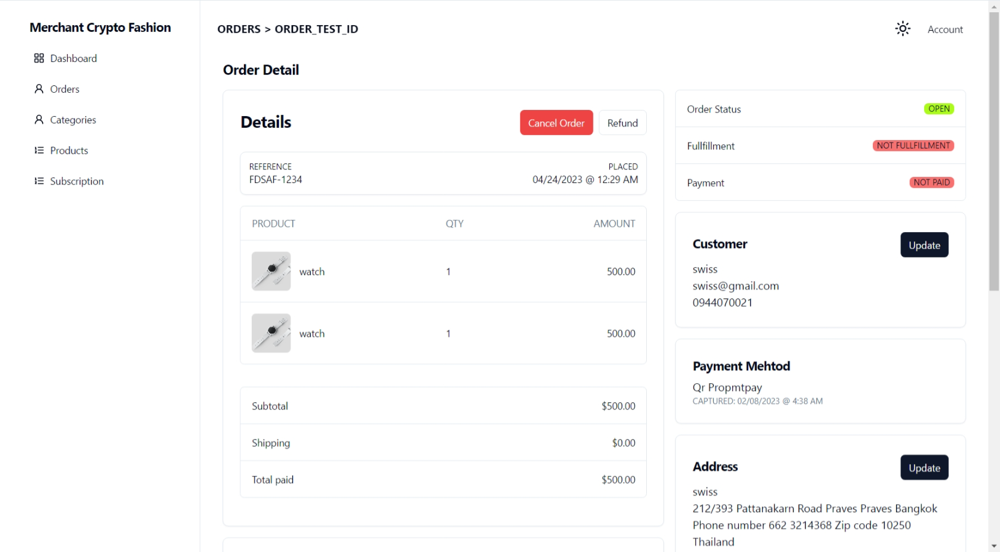 Merchant Crypto Fashion
Dashboard
Orders
Categories
Products
Subscription
ORDERS > ORDER_TEST_ID
Account
Order Detail
Details
Cancel Order
Refund
REFERENCE
PLACED
FDSAF-1234
04/24/2023 @ 12:29 AM
PRODUCT QTY AMOUNT
watch 1 500.00
watch 1 500.00
Subtotal $500.00
Shipping $0.00
Total paid $500.00
Order Status OPEN
Fullfillment NOT FULLFILLMENT
Payment NOT PAID
Customer
Update
swiss
swiss@gmail.com
0944070021
Payment Mehtod
Qr Propmtpay
CAPTURED: 02/08/2023 @ 4:38 AM
Address
Update
swiss
212/393 Pattanakarn Road Praves Praves Bangkok
Phone number 662 3214368 Zip code 10250
Thailand